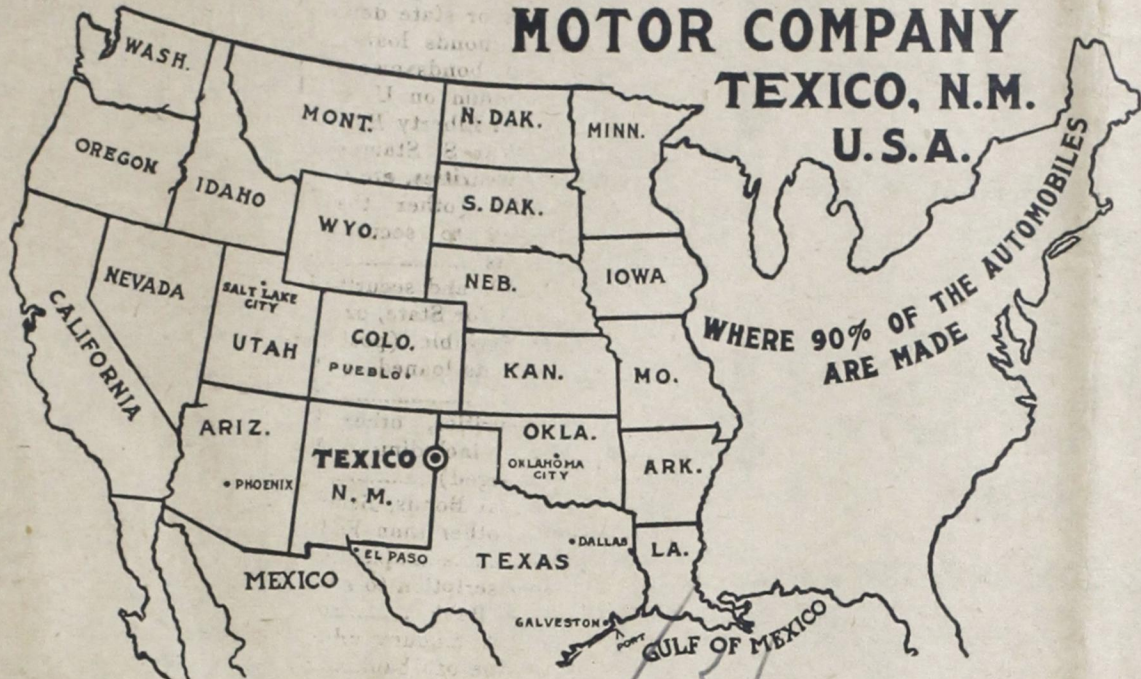 MOTOR COMPANY
TEXICO, N.M.
U.S.A.
WASH.
MONT.
N. DAK.
MINN.
OREGON
IDAHO
WYO.
S. DAK.
NEVADA
SALT LAKE
CITY
UTAH
NEB.
IOWA
WHERE 90% OF THE AUTOMOBILES
ARE MADE
CALIFORNIA
COLO.
PUEBLO
KAN.
MO.
ARIZ.
PHOENIX
TEXICO
N. M.
OKLA.
OKLAHOMA
CITY
ARK.
EL PASO
TEXAS
DALLAS
LA.
MEXICO
GALVESTON
PORT
GULF OF MEXICO